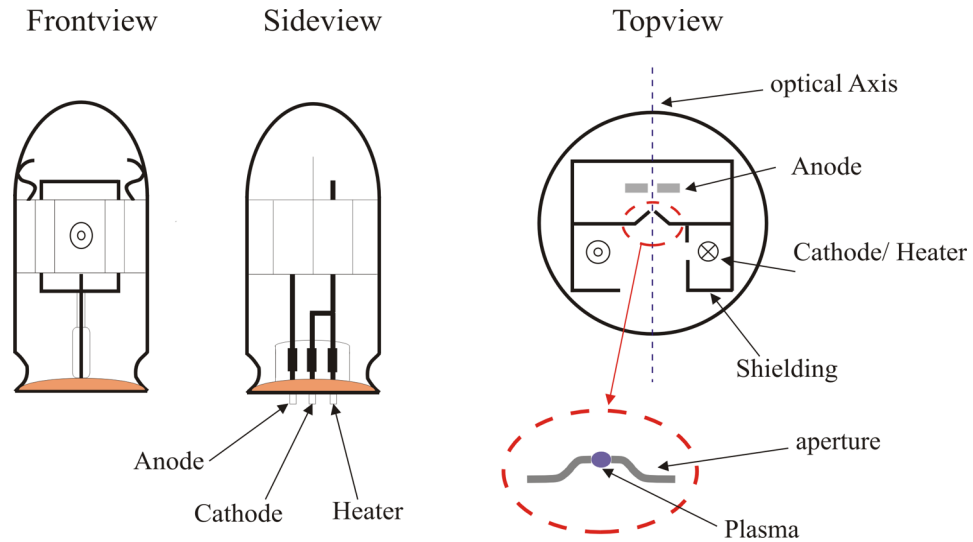 Frontview
Sideview
Topview
optical Axis
Anode
Cathode/ Heater
Shielding
aperture
Plasma
Anode
Cathode
Heater